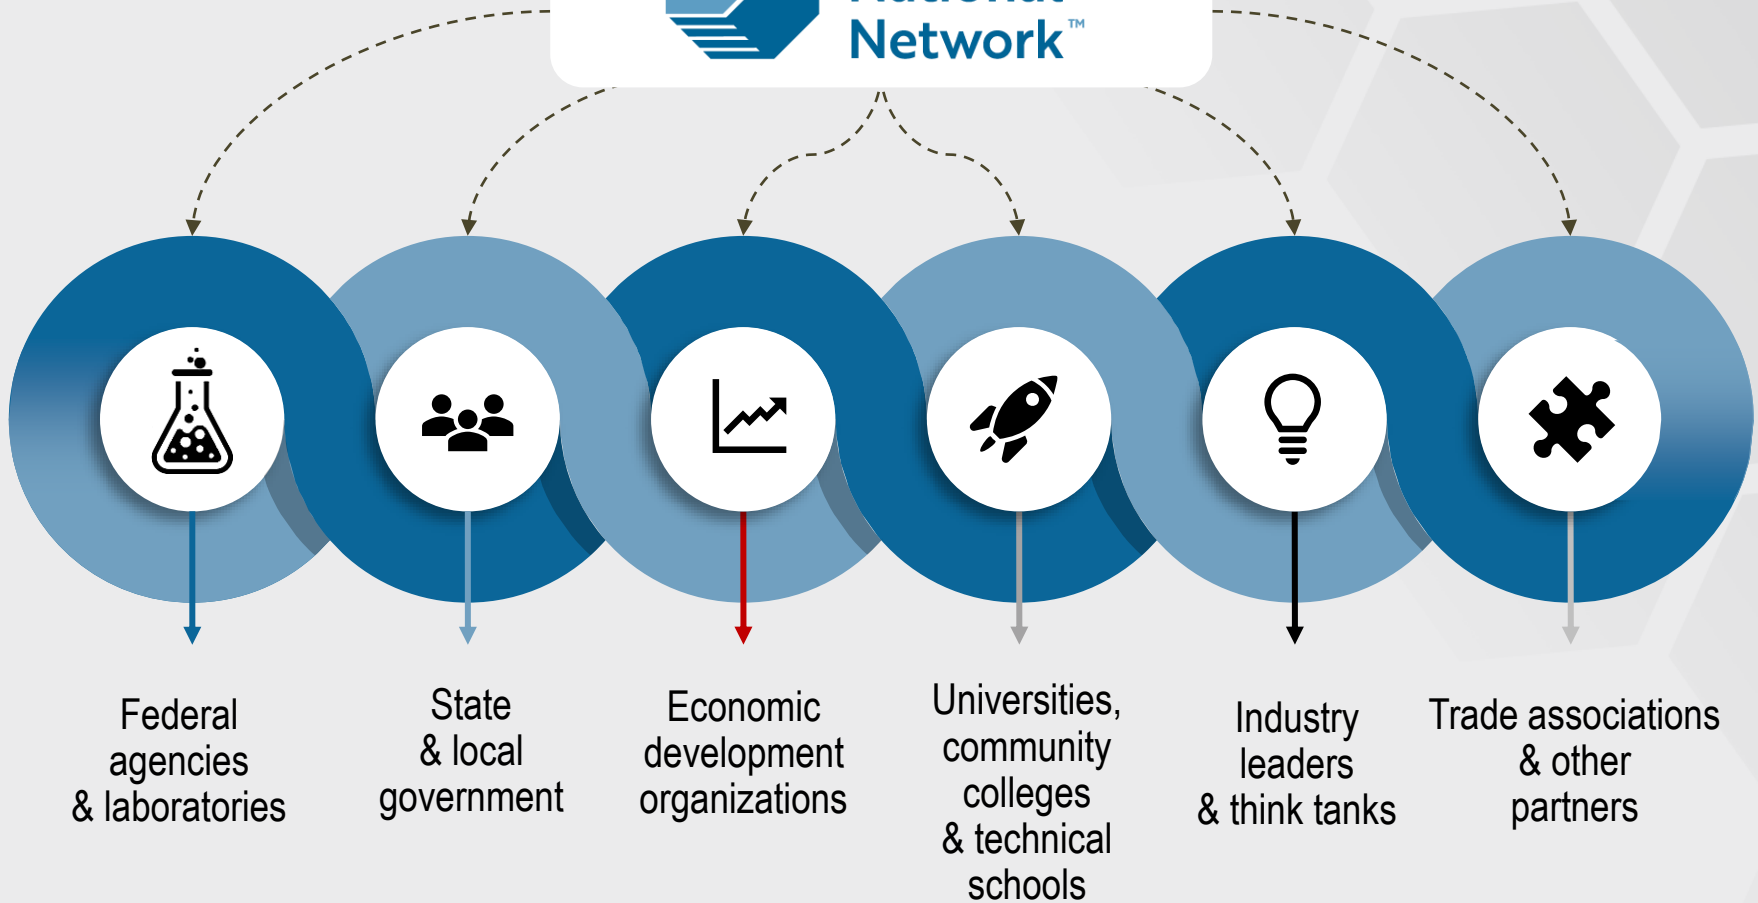 National
Network™
Federal
agencies
& laboratories
State
& local
government
Economic
development
organizations
Universities,
community
colleges
& technical
schools
Industry
leaders
& think tanks
Trade associations
& other
partners